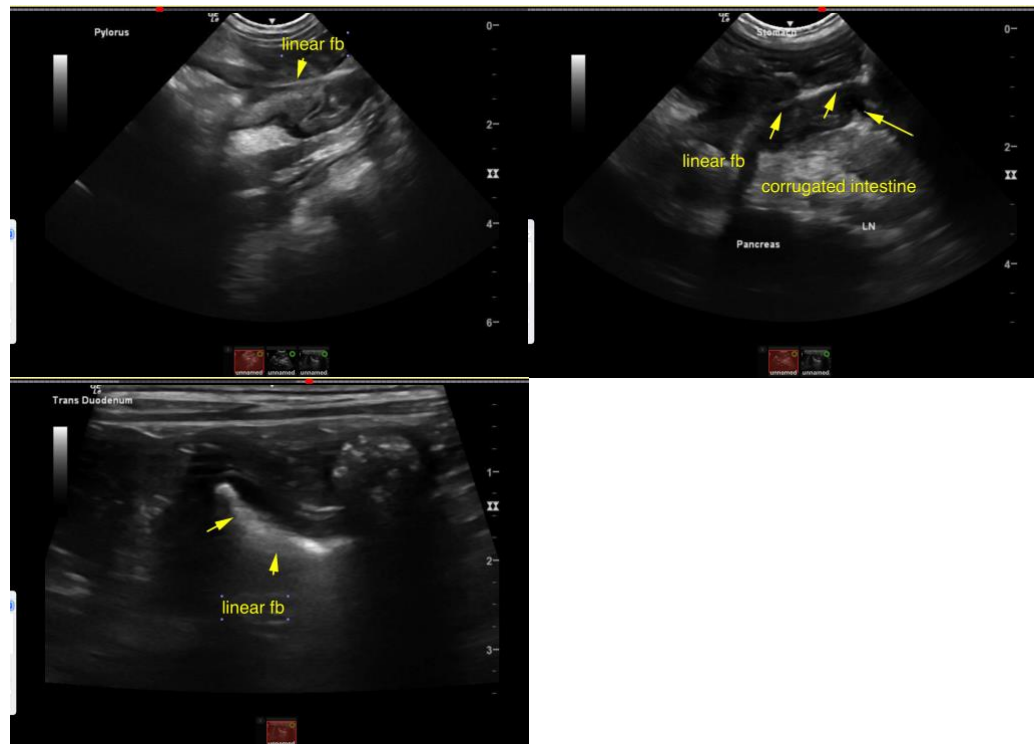 Pylorus
linear fb
0
2
4
6
unnamed unnamed unnamed
Stomach
linear fb
corrugated intestine
LN
Pancreas
0
2
4
unnamed unnamed
Trans Duodenum
linear fb
1
2
3
unnamed